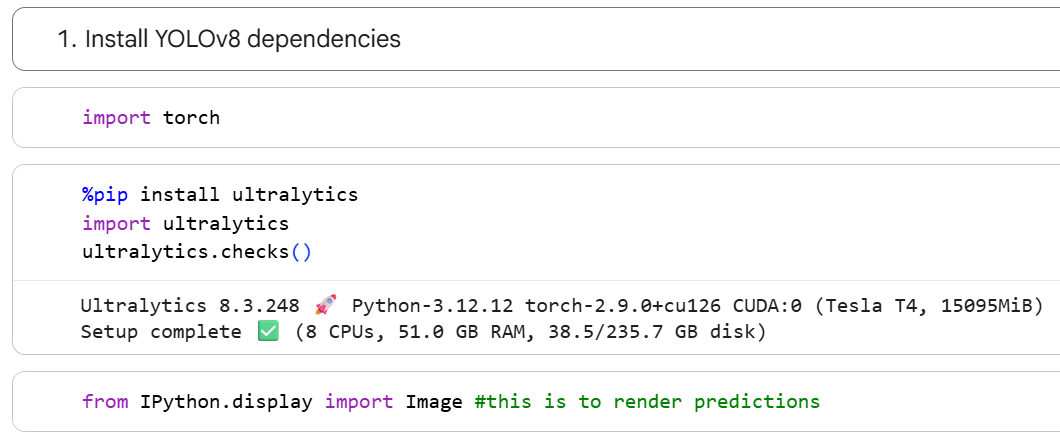 1. Install YOLOv8 dependencies
import torch
%pip install ultralytics
import ultralytics
ultralytics.checks()
Ultralytics 8.3.248 🚀 Python-3.12.12 torch-2.9.0+cu126 CUDA:0 (Tesla T4, 15095MiB)
Setup complete ✅ (8 CPUs, 51.0 GB RAM, 38.5/235.7 GB disk)
from IPython.display import Image #this is to render predictions